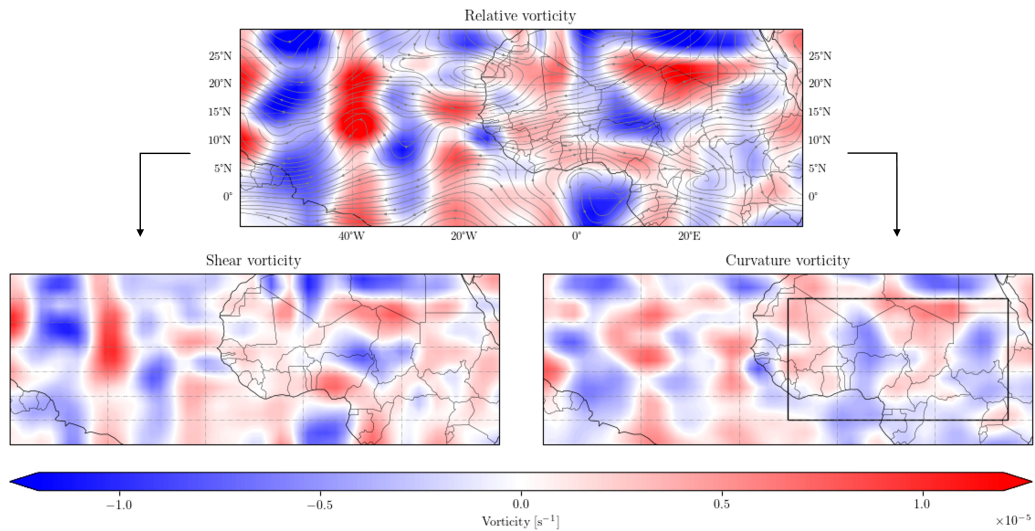 Relative vorticity
25°N
20°N
15°N
10°N
5°N
0°
25°N
20°N
15°N
10°N
5°N
0°
40°W 20°W 0° 20°E
Shear vorticity
Curvature vorticity
−1.0 −0.5 0.0 0.5 1.0
Vorticity [s⁻¹]
×10⁻⁵